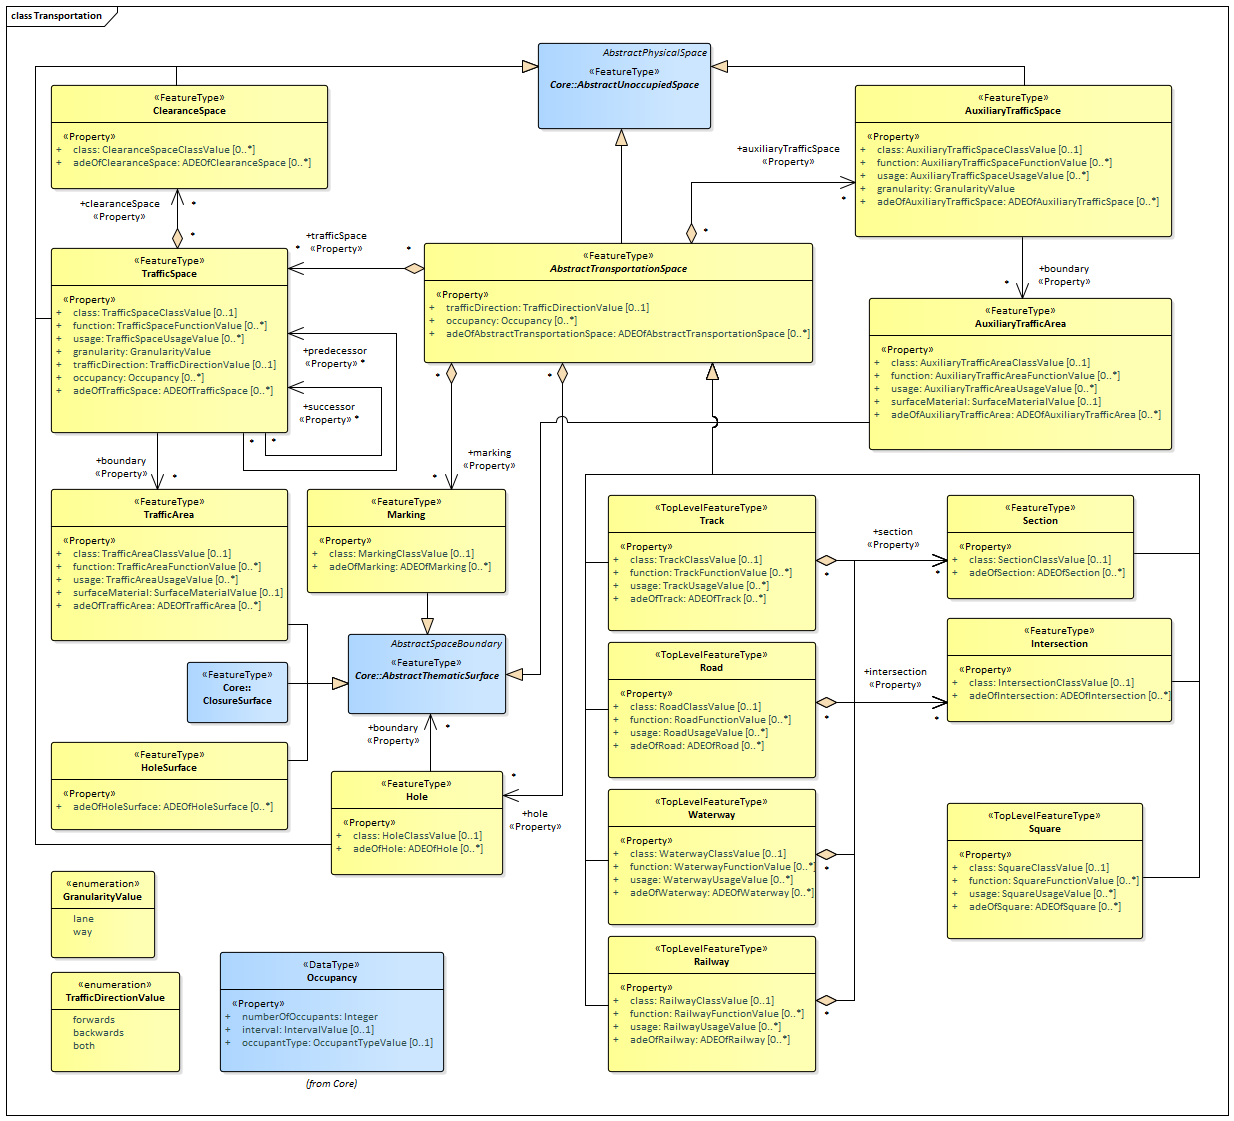 class Transportation
AbstractPhysicalSpace
«FeatureType»
Core::AbstractUnoccupiedSpace
«FeatureType»
ClearanceSpace
«Property»
+ class: ClearanceSpaceClassValue [0..*]
+ adeOfClearanceSpace: ADEOfClearanceSpace [0..*]
«FeatureType»
AuxiliaryTrafficSpace
«Property»
+ class: AuxiliaryTrafficSpaceClassValue [0..1]
+ function: AuxiliaryTrafficSpaceFunctionValue [0..*]
+ usage: AuxiliaryTrafficSpaceUsageValue [0..*]
+ granularity: GranularityValue
+ adeOfAuxiliaryTrafficSpace: ADEOfAuxiliaryTrafficSpace [0..*]
+auxiliaryTrafficSpace
«Property»
*
*
+clearanceSpace
«Property»
*
*
+trafficSpace
«Property»
*
*
«FeatureType»
TrafficSpace
«Property»
+ class: TrafficSpaceClassValue [0..1]
+ function: TrafficSpaceFunctionValue [0..*]
+ usage: TrafficSpaceUsageValue [0..*]
+ granularity: GranularityValue
+ trafficDirection: TrafficDirectionValue [0..1]
+ occupancy: Occupancy [0..*]
+ adeOfTrafficSpace: ADEOfTrafficSpace [0..*]
+predecessor
«Property» *
+successor
«Property» *
*
*
«FeatureType»
AbstractTransportationSpace
«Property»
+ trafficDirection: TrafficDirectionValue [0..1]
+ occupancy: Occupancy [0..*]
+ adeOfAbstractTransportationSpace: ADEOfAbstractTransportationSpace [0..*]
+boundary
«Property»
*
«FeatureType»
AuxiliaryTrafficArea
«Property»
+ class: AuxiliaryTrafficAreaClassValue [0..1]
+ function: AuxiliaryTrafficAreaFunctionValue [0..*]
+ usage: AuxiliaryTrafficAreaUsageValue [0..*]
+ surfaceMaterial: SurfaceMaterialValue [0..1]
+ adeOfAuxiliaryTrafficArea: ADEOfAuxiliaryTrafficArea [0..*]
+boundary
«Property»
*
*
+marking
«Property»
*
*
«FeatureType»
TrafficArea
«Property»
+ class: TrafficAreaClassValue [0..1]
+ function: TrafficAreaFunctionValue [0..*]
+ usage: TrafficAreaUsageValue [0..*]
+ surfaceMaterial: SurfaceMaterialValue [0..1]
+ adeOfTrafficArea: ADEOfTrafficArea [0..*]
«FeatureType»
Marking
«Property»
+ class: MarkingClassValue [0..1]
+ adeOfMarking: ADEOfMarking [0..*]
«TopLevelFeatureType»
Track
«Property»
+ class: TrackClassValue [0..1]
+ function: TrackFunctionValue [0..*]
+ usage: TrackUsageValue [0..*]
+ adeOfTrack: ADEOfTrack [0..*]
+section
«Property»
*
*
«FeatureType»
Section
«Property»
+ class: SectionClassValue [0..1]
+ adeOfSection: ADEOfSection [0..*]
AbstractSpaceBoundary
«FeatureType»
Core::AbstractThematicSurface
«FeatureType»
Core::
ClosureSurface
«TopLevelFeatureType»
Road
«Property»
+ class: RoadClassValue [0..1]
+ function: RoadFunctionValue [0..*]
+ usage: RoadUsageValue [0..*]
+ adeOfRoad: ADEOfRoad [0..*]
+intersection
«Property»
*
*
«FeatureType»
Intersection
«Property»
+ class: IntersectionClassValue [0..1]
+ adeOfIntersection: ADEOfIntersection [0..*]
+boundary
«Property»
*
«FeatureType»
HoleSurface
«Property»
+ adeOfHoleSurface: ADEOfHoleSurface [0..*]
«FeatureType»
Hole
«Property»
+ class: HoleClassValue [0..1]
+ adeOfHole: ADEOfHole [0..*]
*
+hole
«Property»
«TopLevelFeatureType»
Waterway
«Property»
+ class: WaterwayClassValue [0..1]
+ function: WaterwayFunctionValue [0..*]
+ usage: WaterwayUsageValue [0..*]
+ adeOfWaterway: ADEOfWaterway [0..*]
*
«TopLevelFeatureType»
Square
«Property»
+ class: SquareClassValue [0..1]
+ function: SquareFunctionValue [0..*]
+ usage: SquareUsageValue [0..*]
+ adeOfSquare: ADEOfSquare [0..*]
«enumeration»
GranularityValue
lane
way
«enumeration»
TrafficDirectionValue
forwards
backwards
both
«DataType»
Occupancy
«Property»
+ numberOfOccupants: Integer
+ interval: IntervalValue [0..1]
+ occupantType: OccupantTypeValue [0..1]
(from Core)
«TopLevelFeatureType»
Railway
«Property»
+ class: RailwayClassValue [0..1]
+ function: RailwayFunctionValue [0..*]
+ usage: RailwayUsageValue [0..*]
+ adeOfRailway: ADEOfRailway [0..*]
*